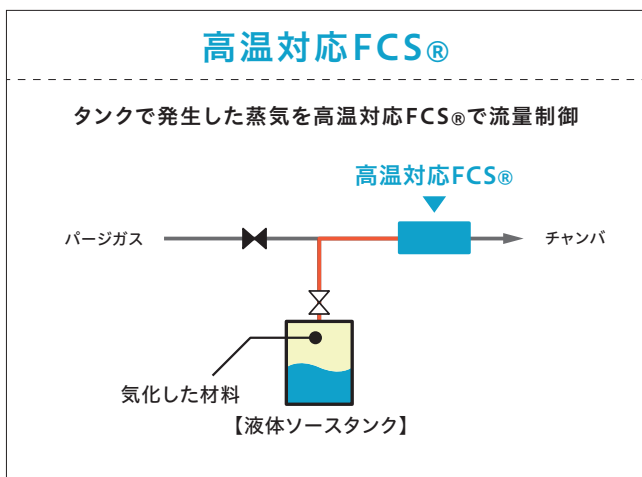 高温対応FCS®
タンクで発生した蒸気を高温対応FCS®で流量制御
高温対応FCS®
パージガス
チャンバ
気化した材料
【液体ソースタンク】